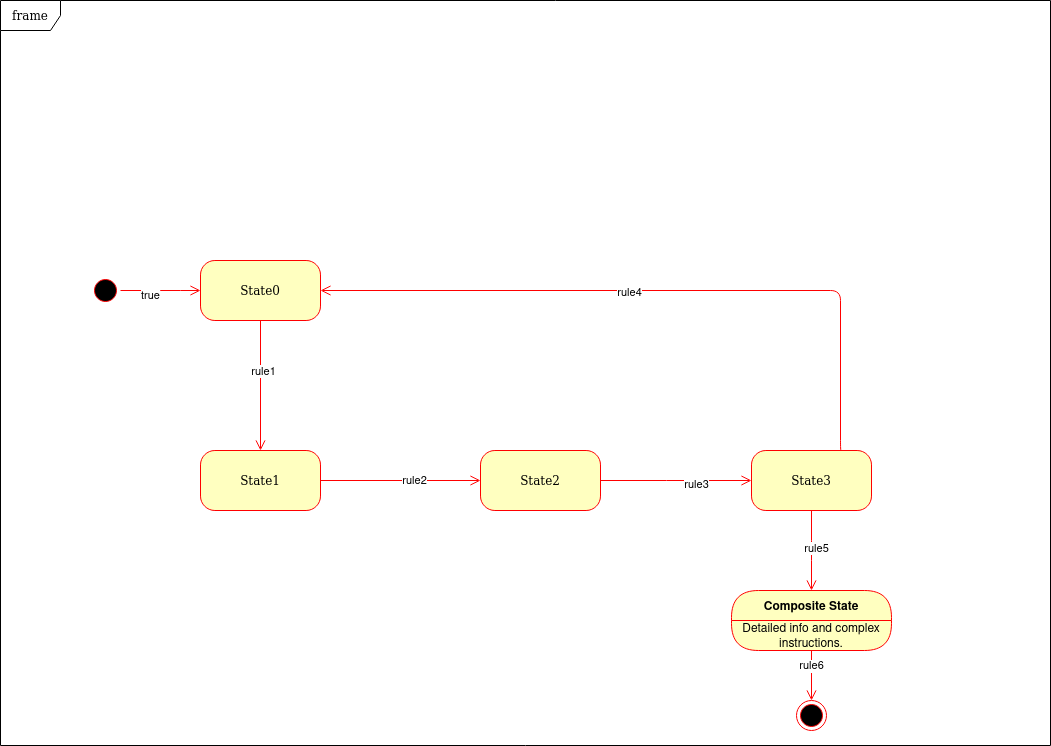 frame
true
State0
rule4
rule1
State1
rule2
State2
rule3
State3
rule5
Composite State
Detailed info and complex
instructions.
rule6